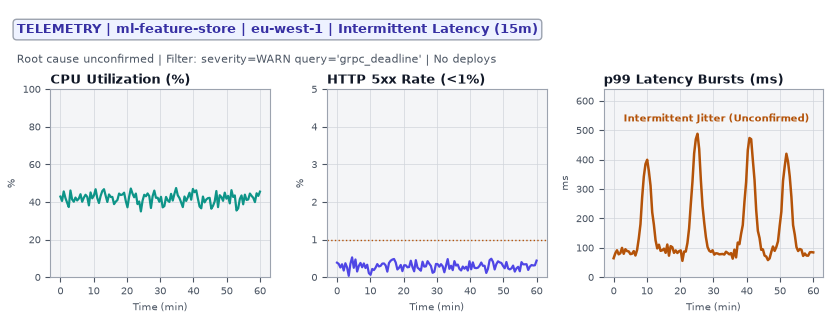 TELEMETRY | ml-feature-store | eu-west-1 | Intermittent Latency (15m)
Root cause unconfirmed | Filter: severity=WARN query='grpc_deadline' | No deploys
CPU Utilization (%)
100
80
60
40
20
0
%
0 10 20 30 40 50 60
Time (min)
HTTP 5xx Rate (<1%)
5
4
3
2
1
0
%
0 10 20 30 40 50 60
Time (min)
p99 Latency Bursts (ms)
Intermittent Jitter (Unconfirmed)
600
500
400
300
200
100
0
ms
0 10 20 30 40 50 60
Time (min)